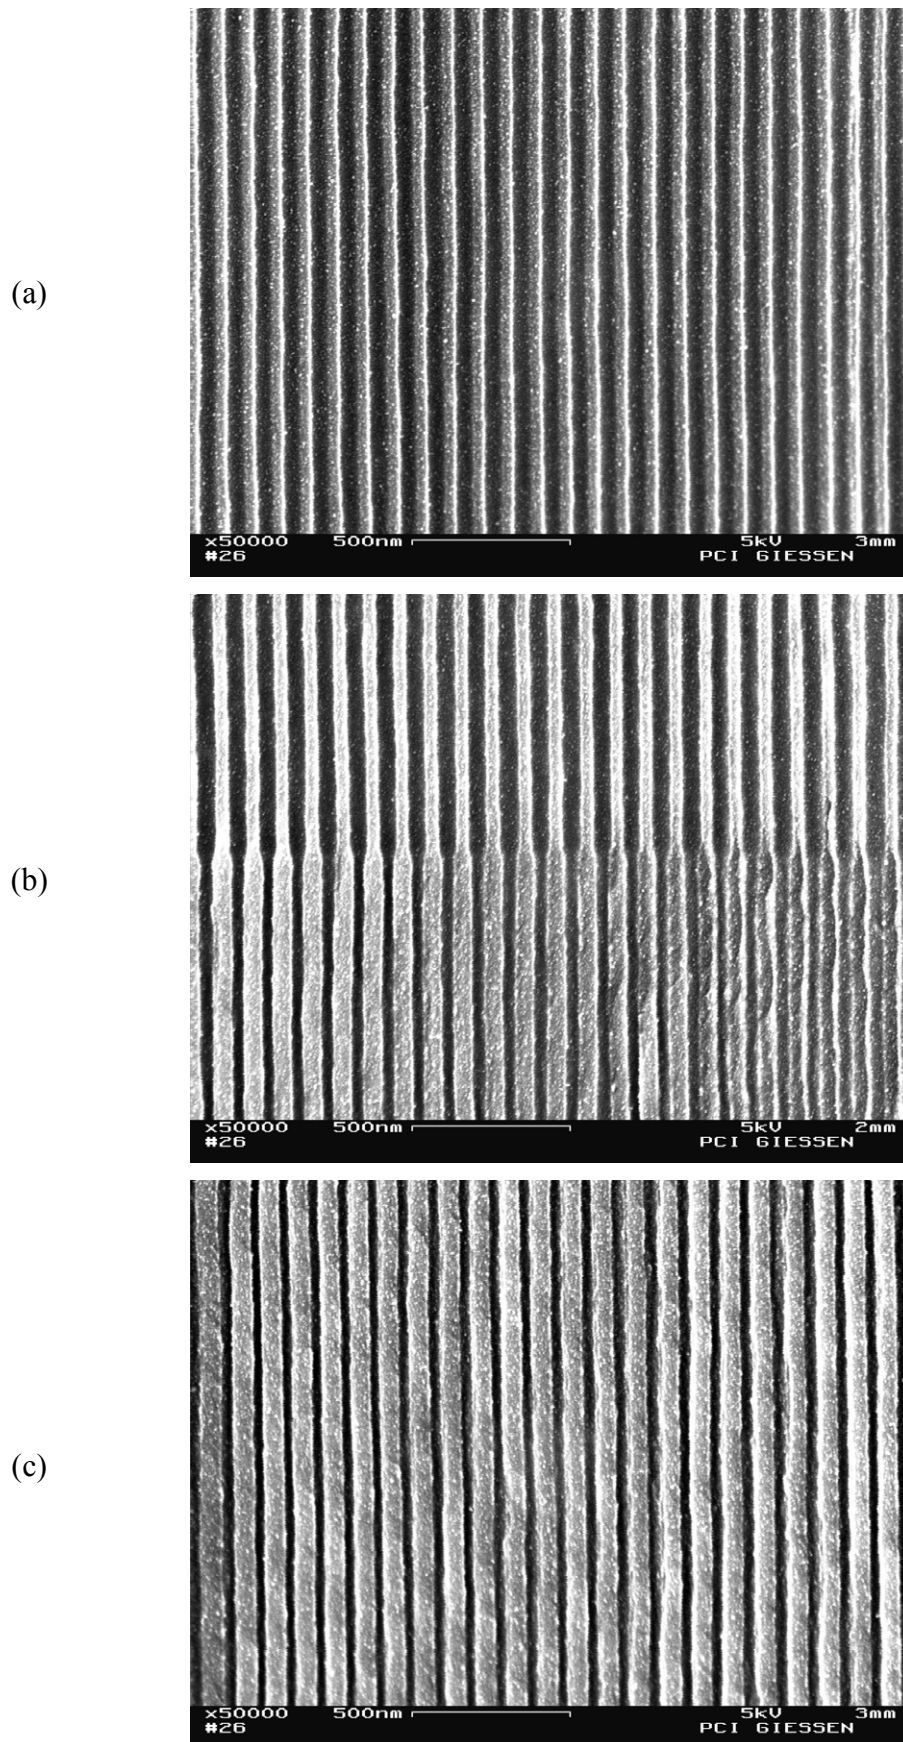 (a)
x50000 500nm 5kV 3mm
#26 PCI GIESSEN
(b)
x50000 500nm 5kV 2mm
#26 PCI GIESSEN
(c)
x50000 500nm 5kV 3mm
#26 PCI GIESSEN